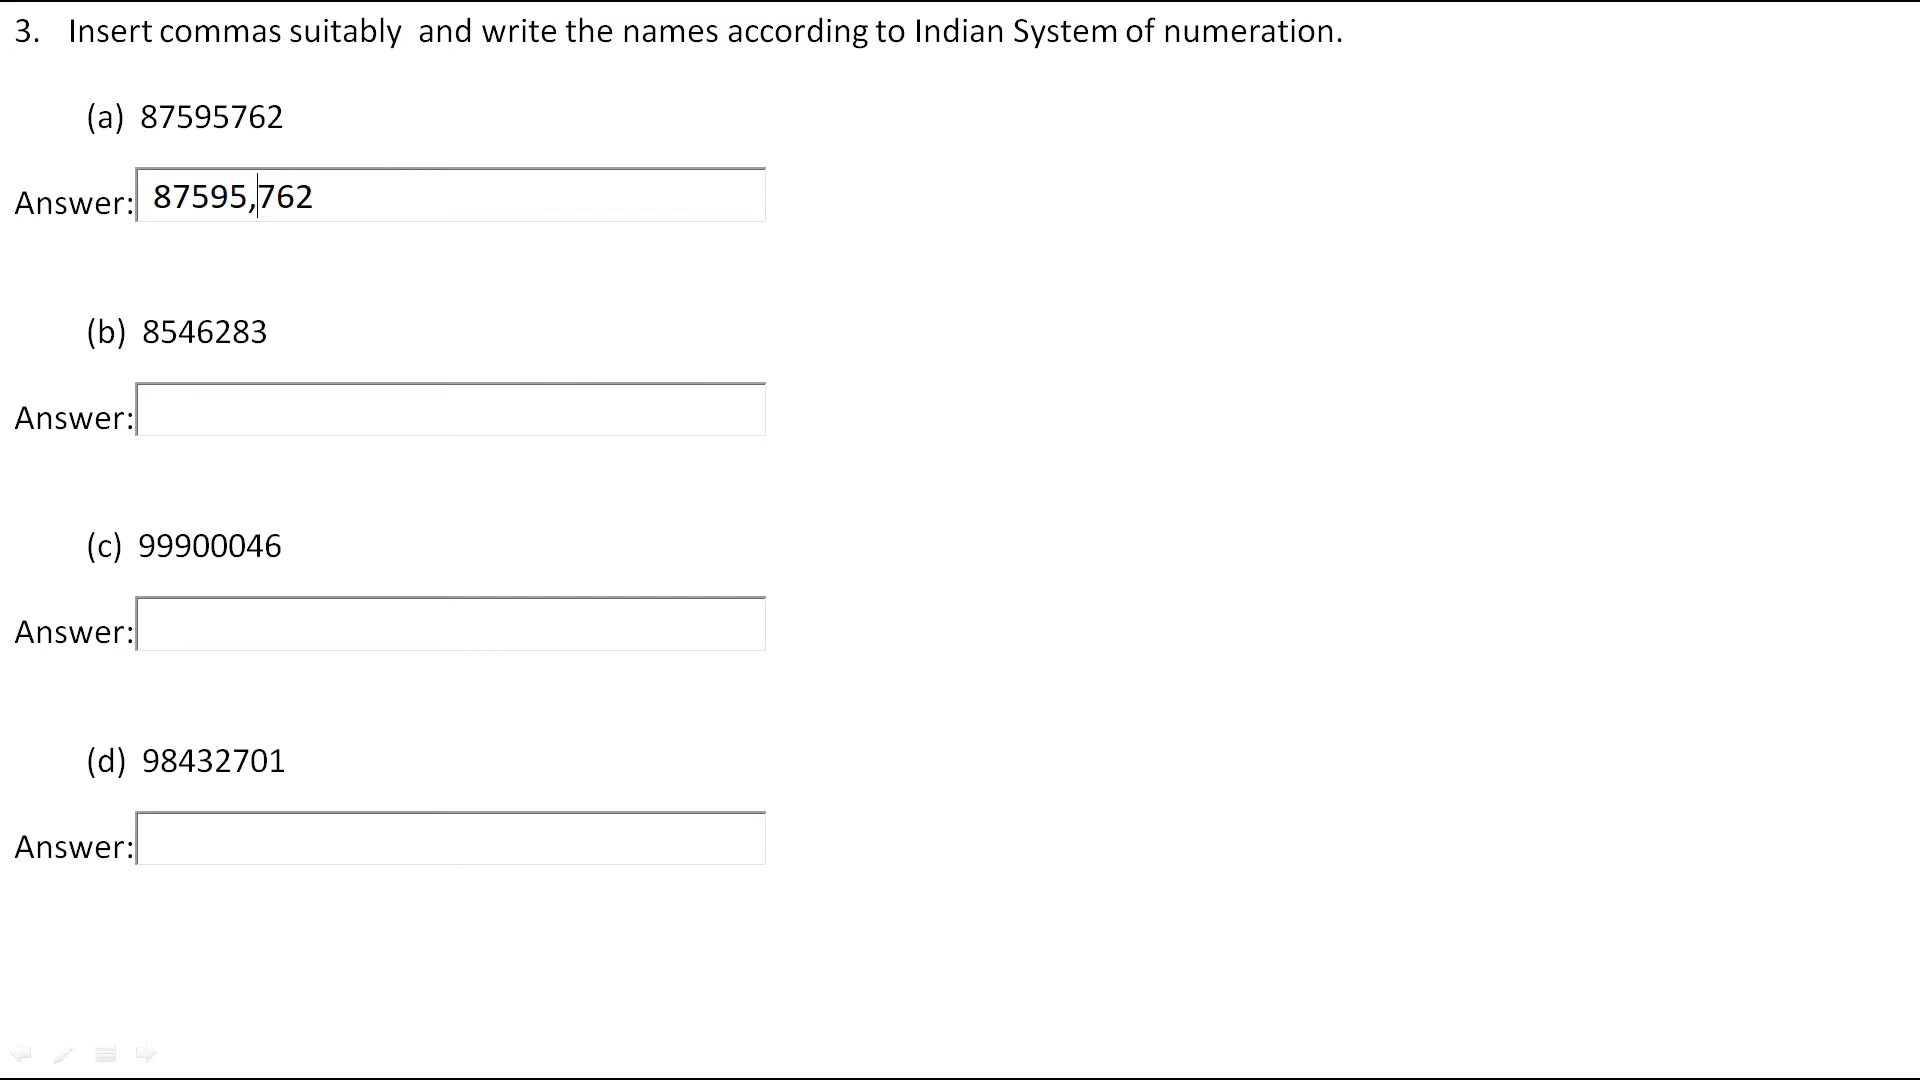 3. Insert commas suitably and write the names according to Indian System of numeration.
(a) 87595762
Answer: 87595,762
(b) 8546283
Answer:
(c) 99900046
Answer:
(d) 98432701
Answer: